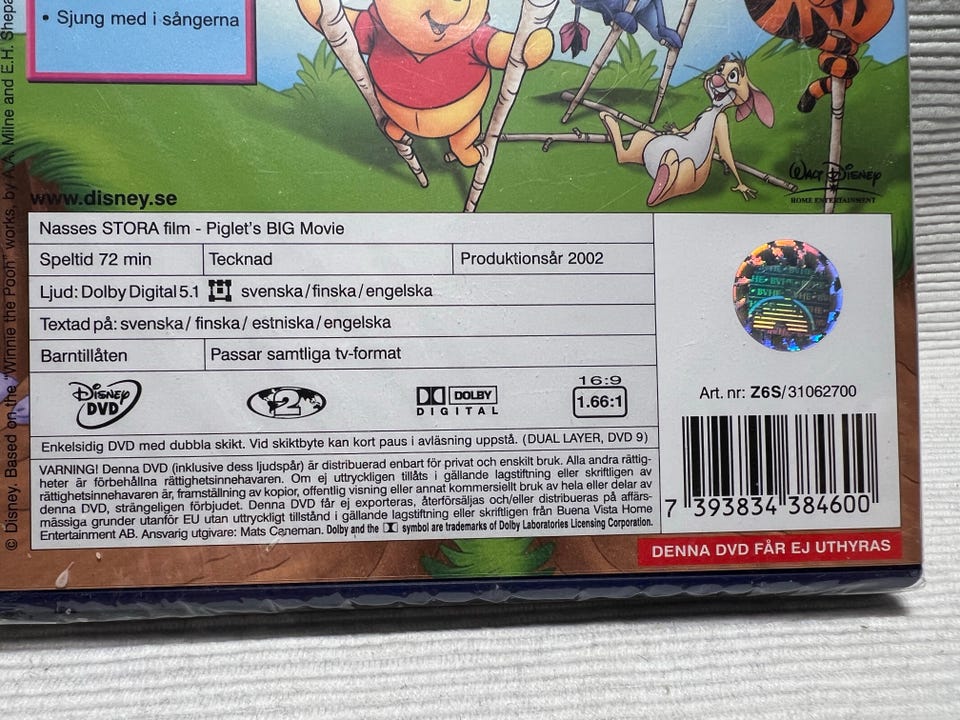 • Sjung med i sångerna
© Disney. Based on the "Winnie the Pooh" works, by A.A. Milne and E.H. Shepa
www.disney.se
WALT DISNEY
HOME ENTERTAINMENT
Nasses STORA film - Piglet's BIG Movie
Speltid 72 min Tecknad Produktionsår 2002
Ljud: Dolby Digital 5.1 svenska/finska/engelska
Textad på: svenska/ finska/ estniska/engelska
Barntillåten Passar samtliga tv-format
DISNEY DVD
2
DOLBY DIGITAL
16:9
1.66:1
Enkelsidig DVD med dubbla skikt. Vid skiktbyte kan kort paus i avläsning uppstå. (DUAL LAYER, DVD 9)
VARNING! Denna DVD (inklusive dess ljudspår) är distribuerad enbart för privat och enskilt bruk. Alla andra rättig-
heter är förbehållna rättighetsinnehavaren. Om ej uttryckligen tillåts i gällande lagstiftning eller skriftligen av
rättighetsinnehavaren är, framställning av kopior, offentlig visning eller annat kommersiellt bruk av hela eller delar av
denna DVD, strängeligen förbjudet. Denna DVD får ej exporteras, återförsäljas och/eller distribueras på affärs-
mässiga grunder utanför EU utan uttryckligt tillstånd i gällande lagstiftning eller skriftligen från Buena Vista Home
Entertainment AB. Ansvarig utgivare: Mats Caneman. Dolby and the symbol are trademarks of Dolby Laboratories Licensing Corporation.
BVHE
Art. nr: Z6S/31062700
7 393834 384600
DENNA DVD FÅR EJ UTHYRAS